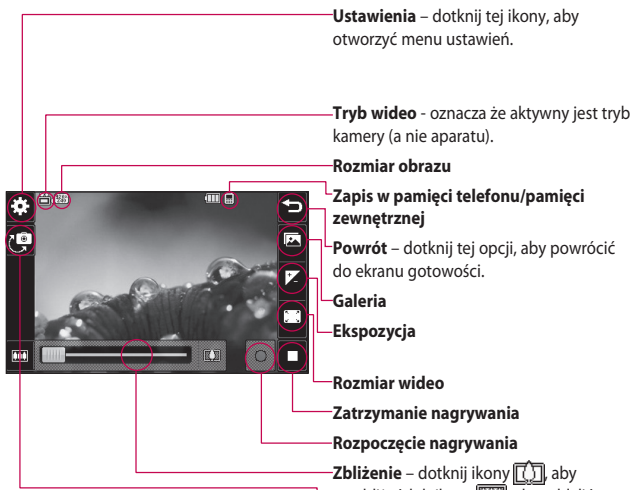 Ustawienia – dotknij tej ikony, aby
otworzyć menu ustawień.
Tryb wideo - oznacza że aktywny jest tryb
kamery (a nie aparatu).
Rozmiar obrazu
Zapis w pamięci telefonu/pamięci
zewnętrznej
Powrót – dotknij tej opcji, aby powrócić
do ekranu gotowości.
Galeria
Ekspozycja
Rozmiar wideo
Zatrzymanie nagrywania
Rozpoczęcie nagrywania
Zbliżenie – dotknij ikony , aby